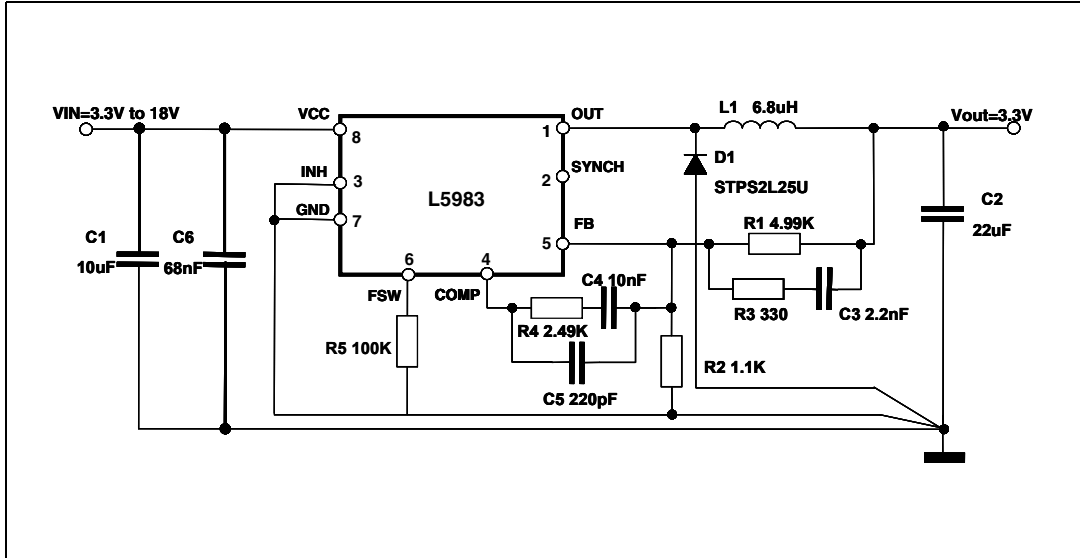 VIN=3.3V to 18V
VCC
8
INH
3
GND
7
L5983
OUT
1
SYNCH
2
FB
5
L1 6.8uH
Vout=3.3V
D1
STPS2L25U
C1
10uF
C6
68nF
C2
22uF
R1 4.99K
R3 330
C3 2.2nF
6
FSW
4
COMP
C4 10nF
R4 2.49K
R5 100K
C5 220pF
R2 1.1K